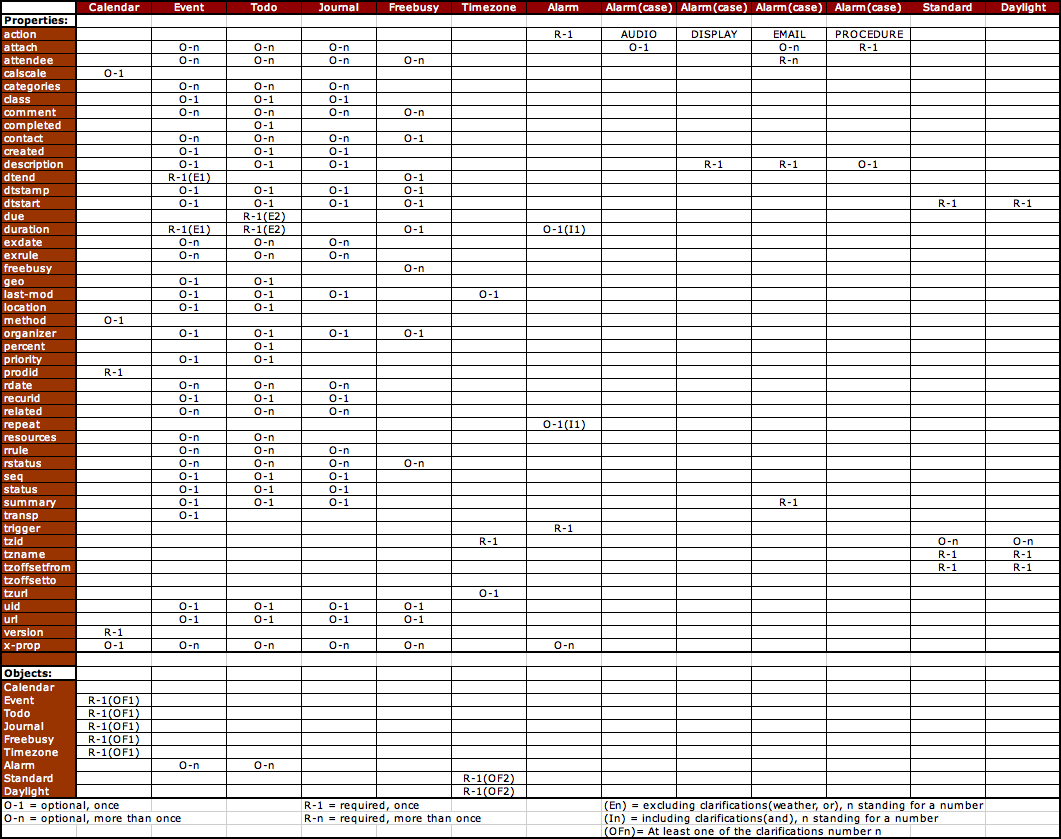 Calendar Event Todo Journal Freebusy Timezone Alarm Alarm(case) Alarm(case) Alarm(case) Alarm(case) Standard Daylight
Properties:
action R-1 AUDIO DISPLAY EMAIL PROCEDURE
attach O-n O-n O-n O-1 O-n R-1
attendee O-n O-n O-n O-n R-n
calscale O-1
categories O-n O-n O-n
class O-1 O-1 O-1
comment O-n O-n O-n O-n
completed O-1
contact O-n O-n O-n O-1
created O-1 O-1 O-1
description O-1 O-1 O-1 R-1 R-1 O-1
dtend R-1(E1) O-1
dtstamp O-1 O-1 O-1 O-1
dtstart O-1 O-1 O-1 O-1 R-1 R-1
due R-1(E2)
duration R-1(E1) R-1(E2) O-1 O-1(I1)
exdate O-n O-n O-n
exrule O-n O-n O-n
freebusy O-n
geo O-1 O-1
last-mod O-1 O-1 O-1 O-1
location O-1 O-1
method O-1
organizer O-1 O-1 O-1 O-1
percent O-1
priority O-1 O-1
prodid R-1
rdate O-n O-n O-n
recurid O-1 O-1 O-1
related O-n O-n O-n
repeat O-1(I1)
resources O-n O-n
rrule O-n O-n O-n
rstatus O-n O-n O-n O-n
seq O-1 O-1 O-1
status O-1 O-1 O-1
summary O-1 O-1 O-1 R-1
transp O-1
trigger R-1
tzid R-1 O-n O-n
tzname R-1 R-1
tzoffsetfrom R-1 R-1
tzoffsetto
tzurl O-1
uid O-1 O-1 O-1 O-1
url O-1 O-1 O-1 O-1
version R-1
x-prop O-1 O-n O-n O-n O-n O-n
Objects:
Calendar
Event R-1(OF1)
Todo R-1(OF1)
Journal R-1(OF1)
Freebusy R-1(OF1)
Timezone R-1(OF1)
Alarm O-n O-n
Standard R-1(OF2)
Daylight R-1(OF2)
O-1 = optional, once R-1 = required, once (En) = excluding clarifications(weather, or), n standing for a number
O-n = optional, more than once R-n = required, more than once (In) = including clarifications(and), n standing for a number
(OFn)= At least one of the clarifications number n